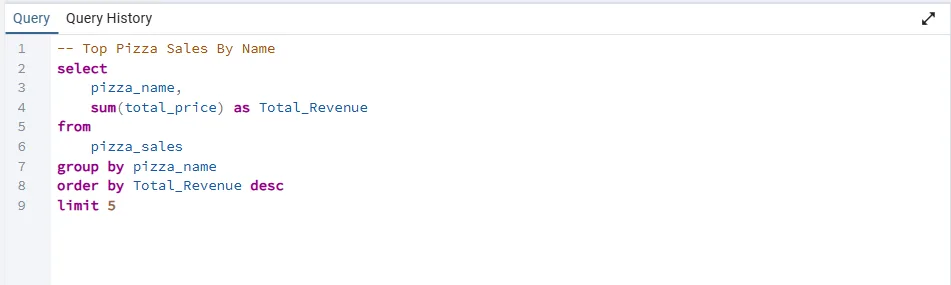 Query Query History
1 -- Top Pizza Sales By Name
2 select
3 pizza_name,
4 sum(total_price) as Total_Revenue
5 from
6 pizza_sales
7 group by pizza_name
8 order by Total_Revenue desc
9 limit 5